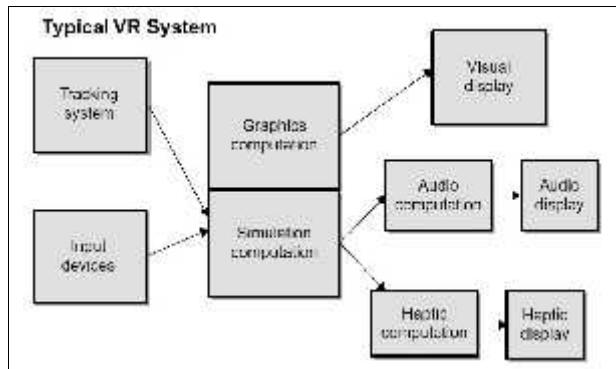 Typical VR System
Tracking
system
Visual
display
Graphics
computation
Audio
computation
Audio
display
Input
devices
Simulation
computation
Haptic
computation
Haptic
display